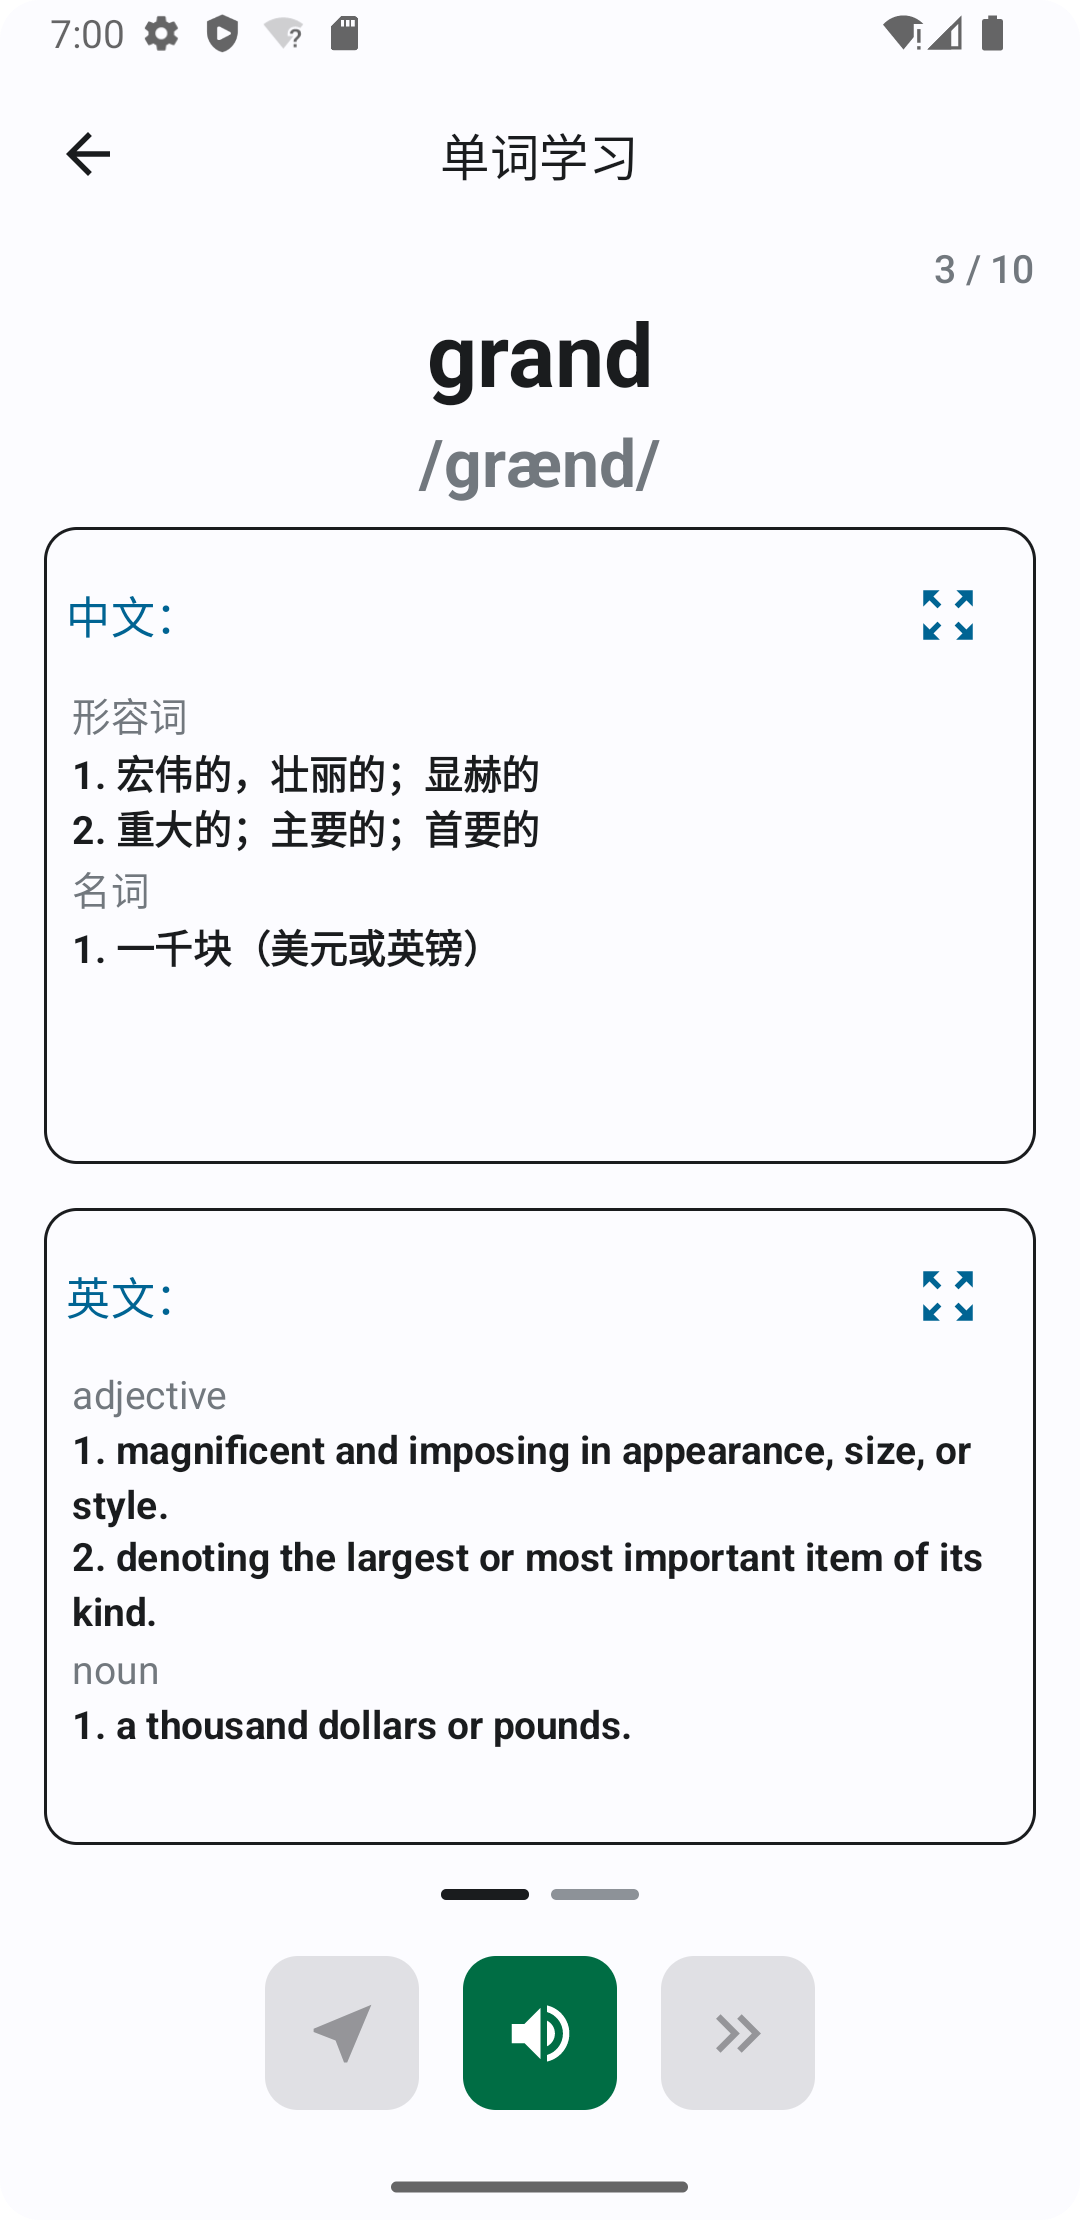 7:00
单词学习
3 / 10
grand
/grænd/
中文：
形容词
1. 宏伟的，壮丽的；显赫的
2. 重大的；主要的；首要的
名词
1. 一千块（美元或英镑）
英文：
adjective
1. magnificent and imposing in appearance, size, or
style.
2. denoting the largest or most important item of its
kind.
noun
1. a thousand dollars or pounds.